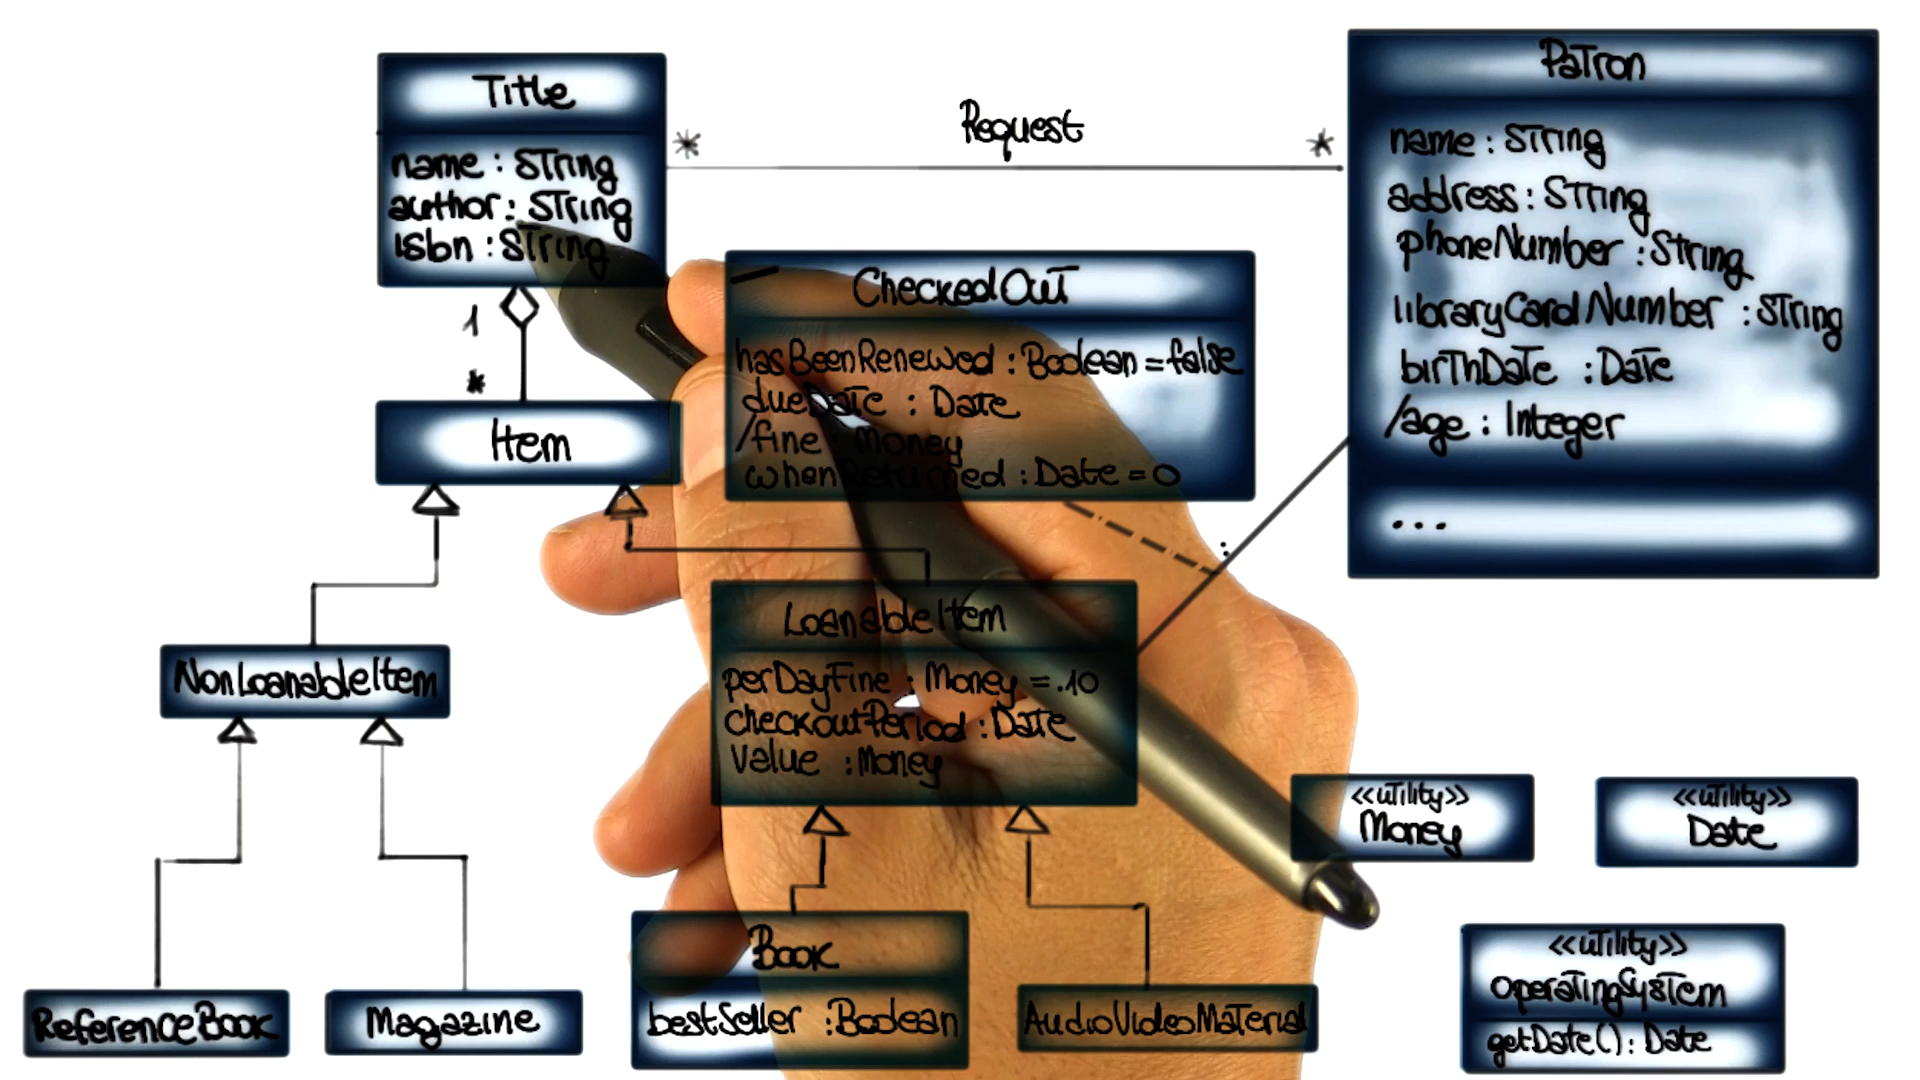 Title
name : String
author : String
isbn : String
* Request *
Patron
name : String
address : String
phoneNumber : String
libraryCardNumber : String
birthDate : Date
/age : Integer
...
1
*
CheckedOut
hasBeenRenewed : Boolean = false
dueDate : Date
/fine : Money
whenReturned : Date = 0
Item
NonLoanableItem
LoanableItem
perDayFine : Money = .10
checkoutPeriod : Date
value : Money
<<utility>>
Money
<<utility>>
Date
ReferenceBook
Magazine
Book
bestSeller : Boolean
AudioVideoMaterial
<<utility>>
operatingSystem
getDate() : Date